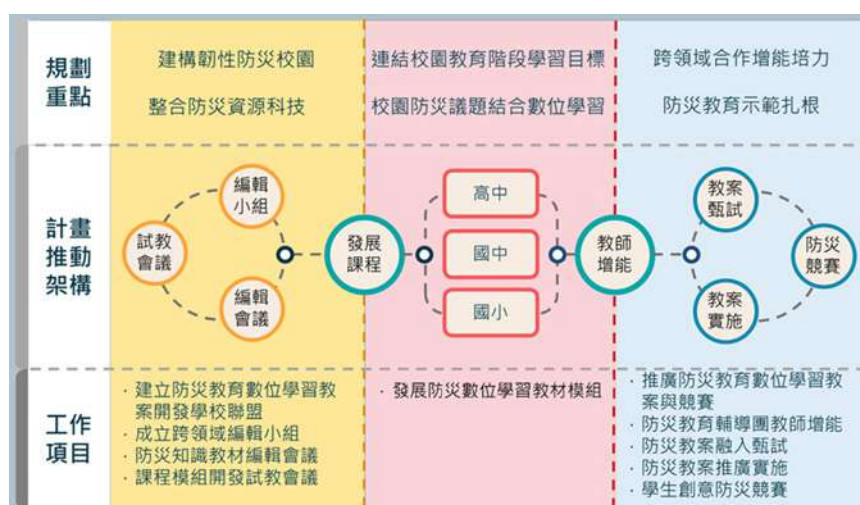 規劃
重點
建構韌性防災校園
整合防災資源科技
連結校園教育階段學習目標
校園防災議題結合數位學習
跨領域合作增能培力
防災教育示範扎根
計畫
推動
架構
試教
會議
編輯
小組
編輯
會議
發展
課程
高中
國中
國小
教師
增能
教案
甄試
教案
實施
防災
競賽
工作
項目
· 建立防災教育數位學習教
案開發學校聯盟
· 成立跨領域編輯小組
· 防災知識教材編輯會議
· 課程模組開發試教會議
· 發展防災數位學習教材模組
· 推廣防災教育數位學習教
案與競賽
· 防災教育輔導團教師增能
· 防災教案融入甄試
· 防災教案推廣實施
· 學生創意防災競賽